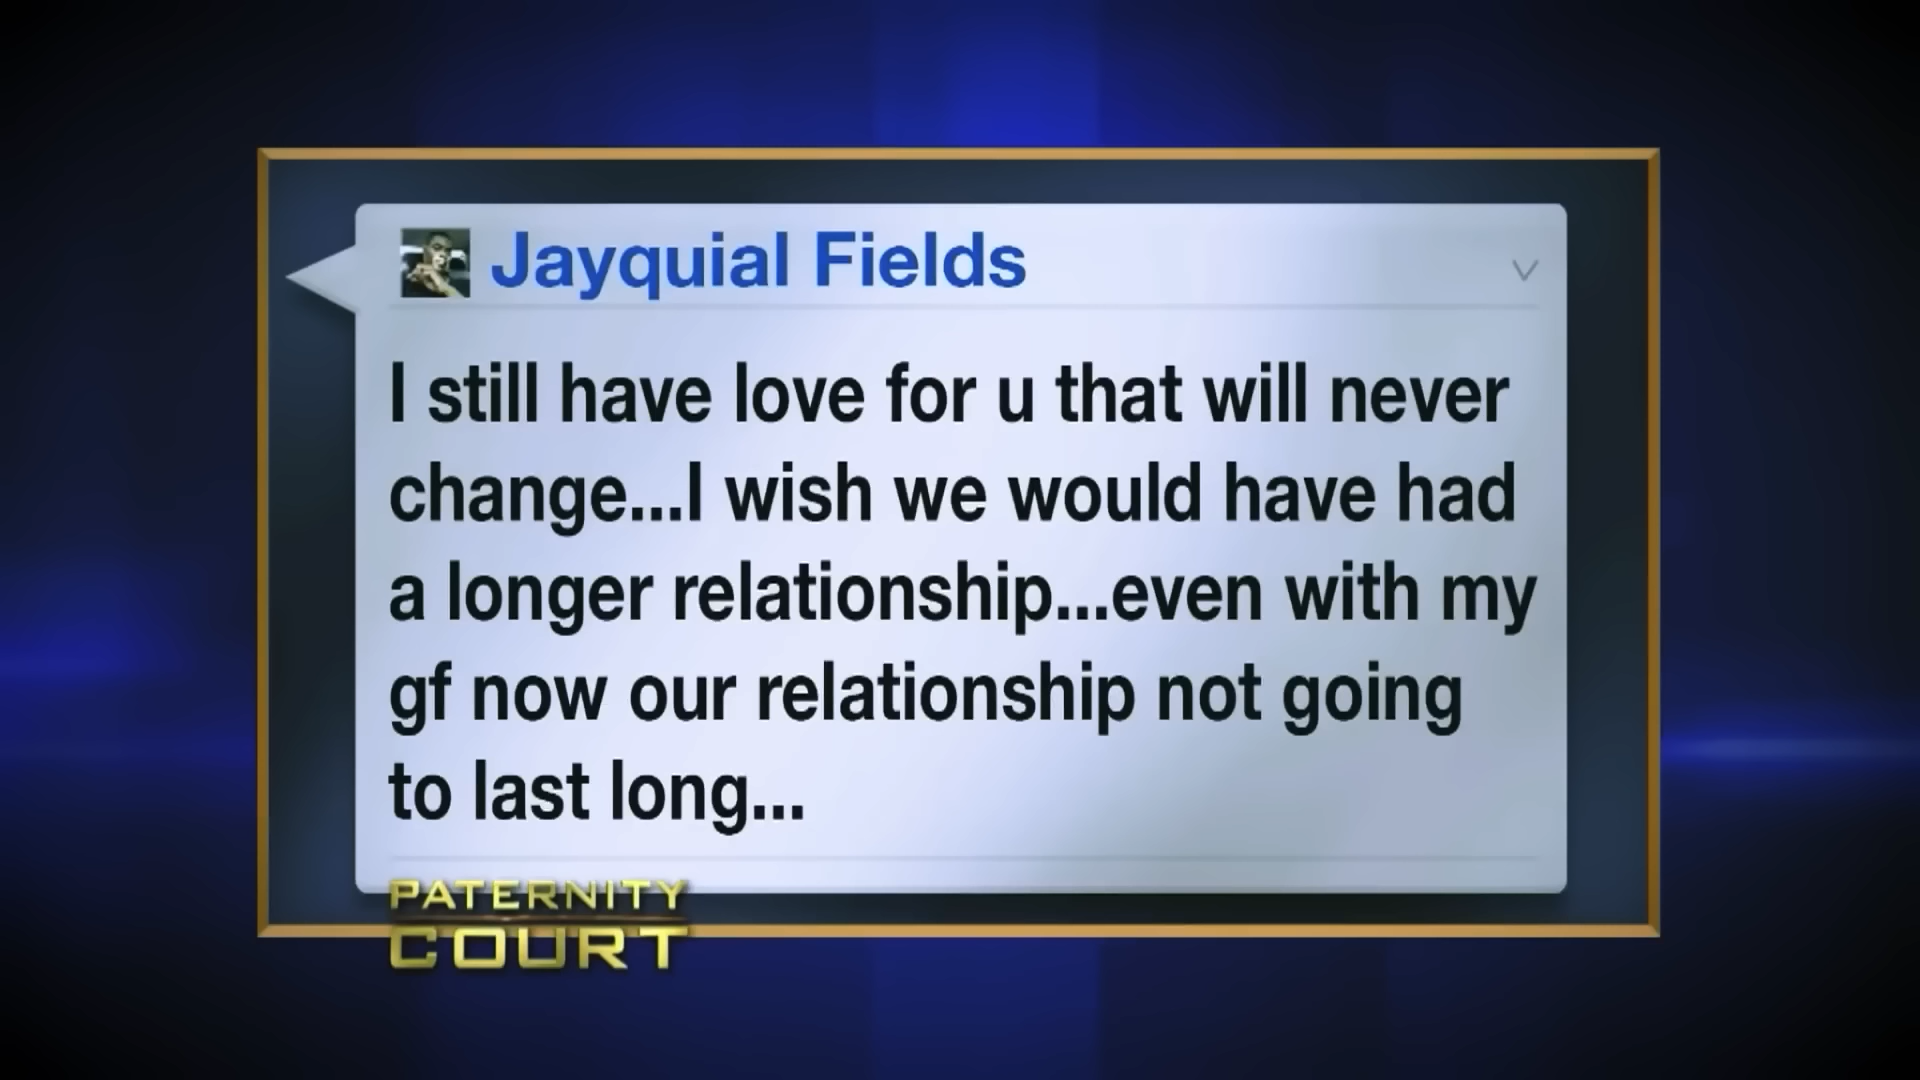 Jayquial Fields
I still have love for u that will never
change...I wish we would have had
a longer relationship...even with my
gf now our relationship not going
to last long...
PATERNITY
COURT